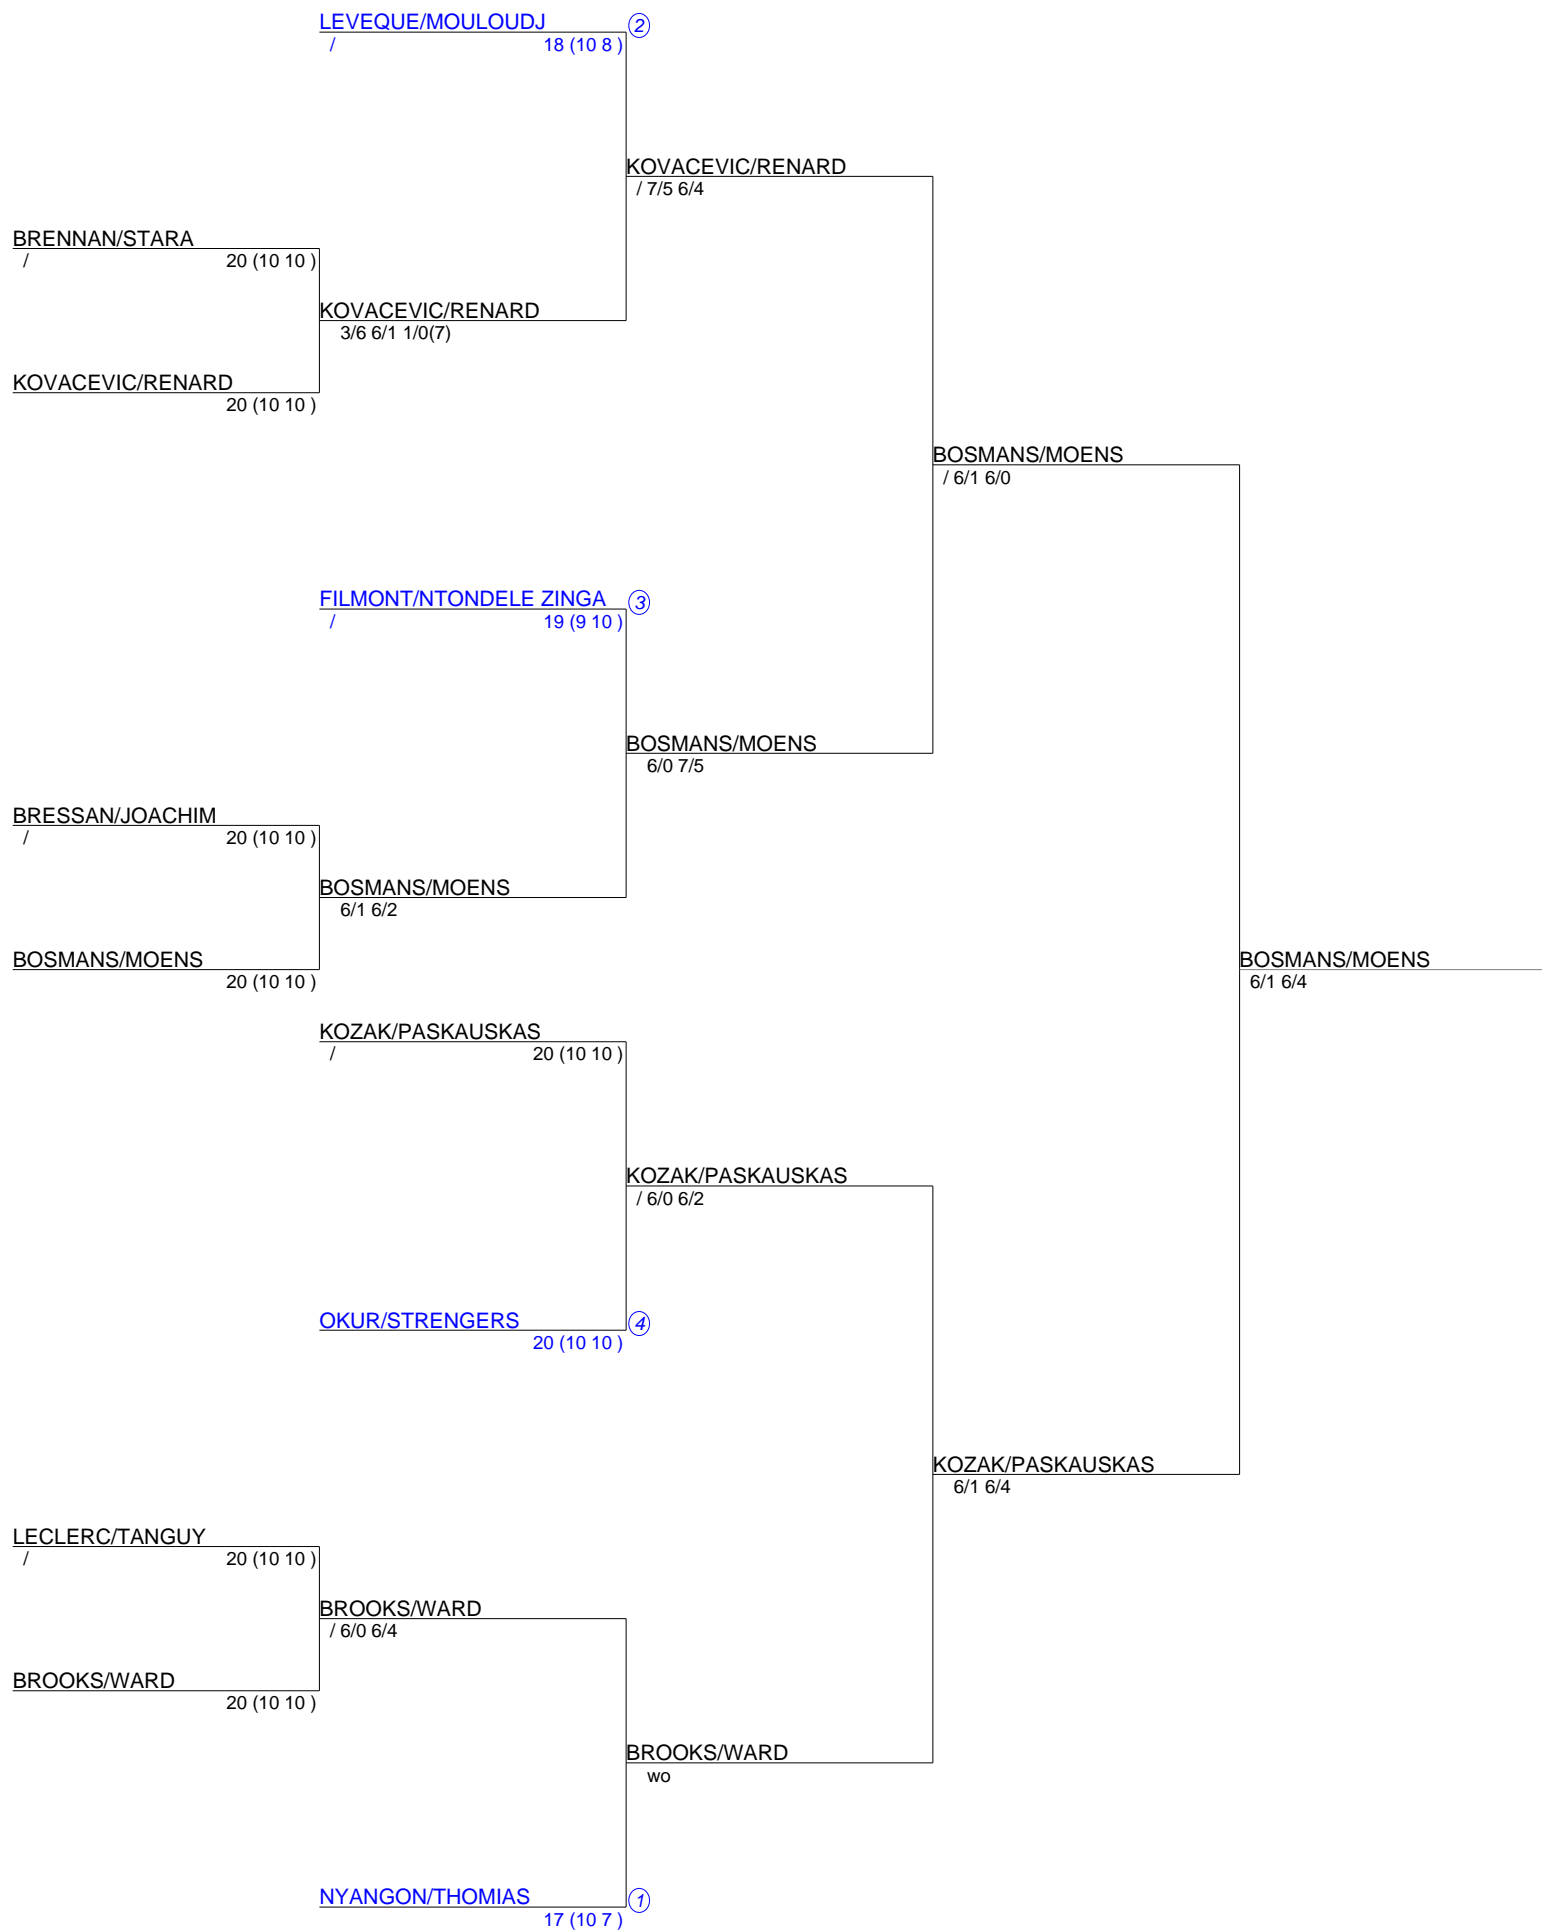 LEVEQUE/MOULOUDJ 2
/ 18 (10 8 )
KOVACEVIC/RENARD
/ 7/5 6/4
BRENNAN/STARA
/ 20 (10 10 )
KOVACEVIC/RENARD
3/6 6/1 1/0(7)
KOVACEVIC/RENARD
20 (10 10 )
BOSMANS/MOENS
/ 6/1 6/0
FILMONT/NTONDELE ZINGA 3
/ 19 (9 10 )
BOSMANS/MOENS
6/0 7/5
BRESSAN/JOACHIM
/ 20 (10 10 )
BOSMANS/MOENS
6/1 6/2
BOSMANS/MOENS
20 (10 10 )
BOSMANS/MOENS
6/1 6/4
KOZAK/PASKAUSKAS
/ 20 (10 10 )
KOZAK/PASKAUSKAS
/ 6/0 6/2
OKUR/STRENGERS 4
20 (10 10 )
KOZAK/PASKAUSKAS
6/1 6/4
LECLERC/TANGUY
/ 20 (10 10 )
BROOKS/WARD
/ 6/0 6/4
BROOKS/WARD
20 (10 10 )
BROOKS/WARD
wo
NYANGON/THOMIAS 1
17 (10 7 )